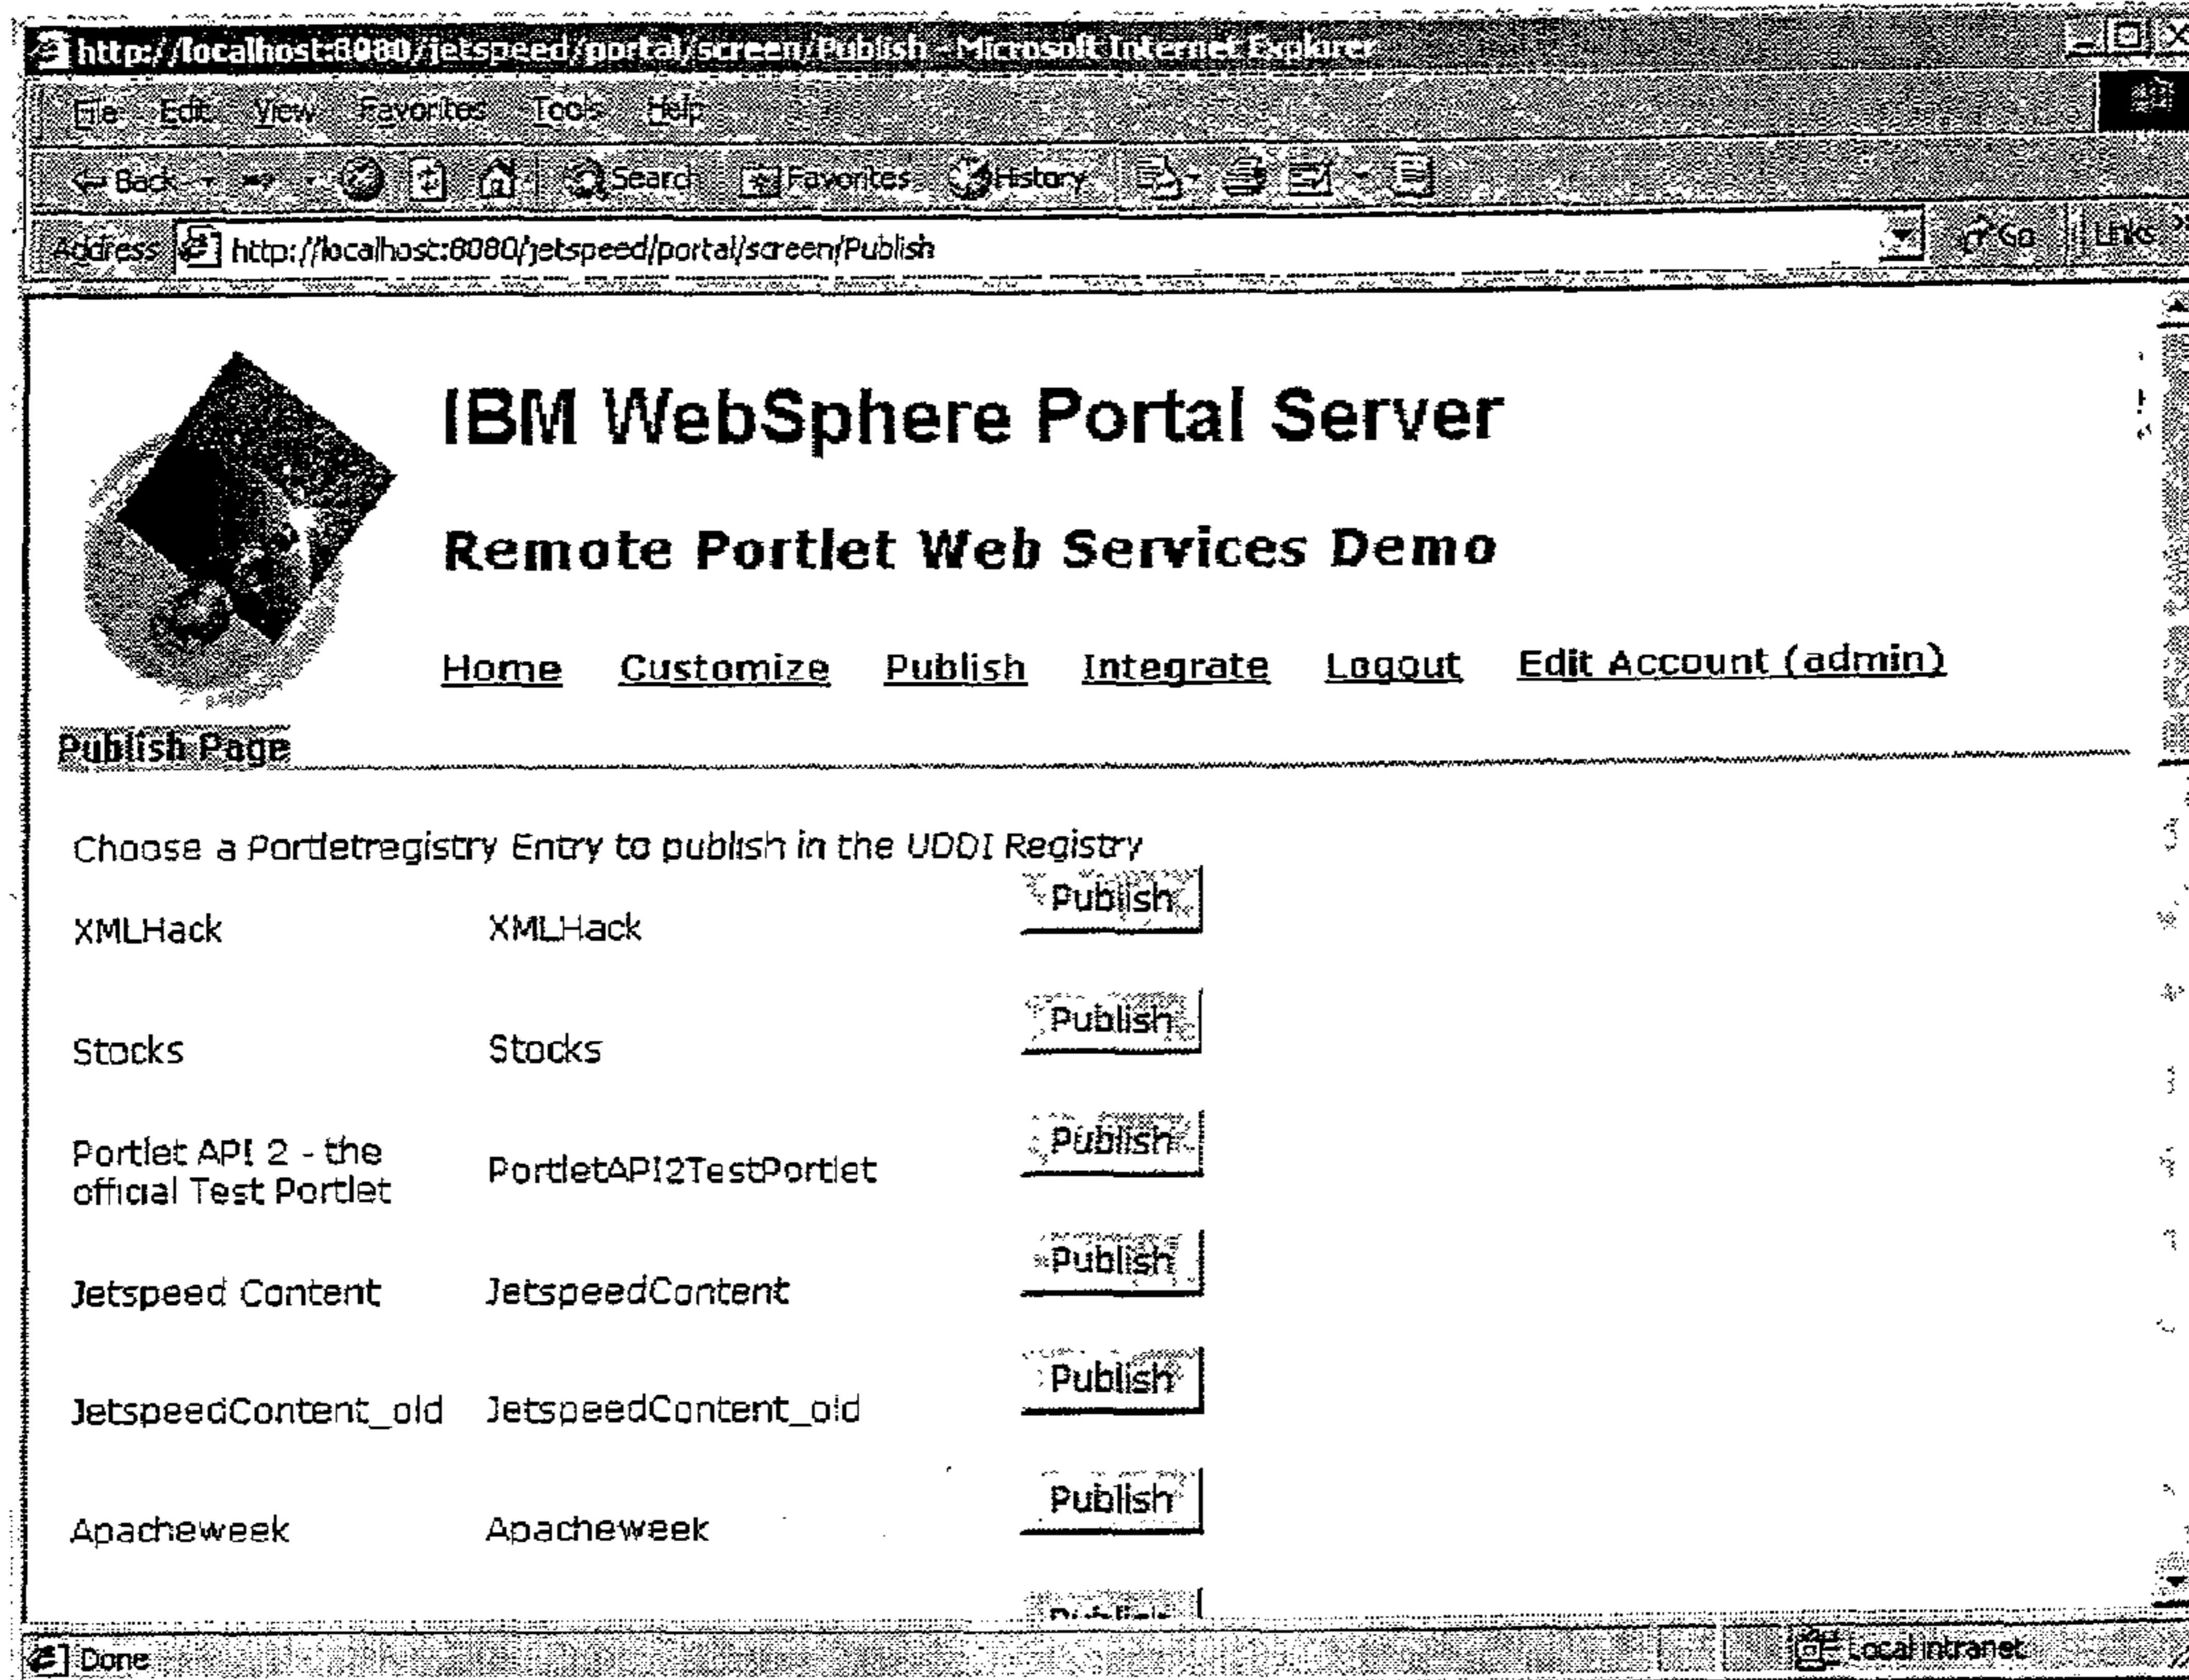 http://localhost:8080/jetspeed/portal/screen/Publish - Microsoft Internet Explorer
File Edit View Favorites Tools Help
Back Search Favorites History
Address http://localhost:8080/jetspeed/portal/screen/Publish Go Links »
IBM WebSphere Portal Server
Remote Portlet Web Services Demo
Home Customize Publish Integrate Logout Edit Account (admin)
Publish Page
Choose a Portletregistry Entry to publish in the UDDI Registry
XMLHack XMLHack Publish
Stocks Stocks Publish
Portlet API 2 - the
official Test Portlet PortletAPI2TestPortlet Publish
Jetspeed Content JetspeedContent Publish
JetspeedContent_old JetspeedContent_old Publish
Apacheweek Apacheweek Publish
Publish
Done Local intranet